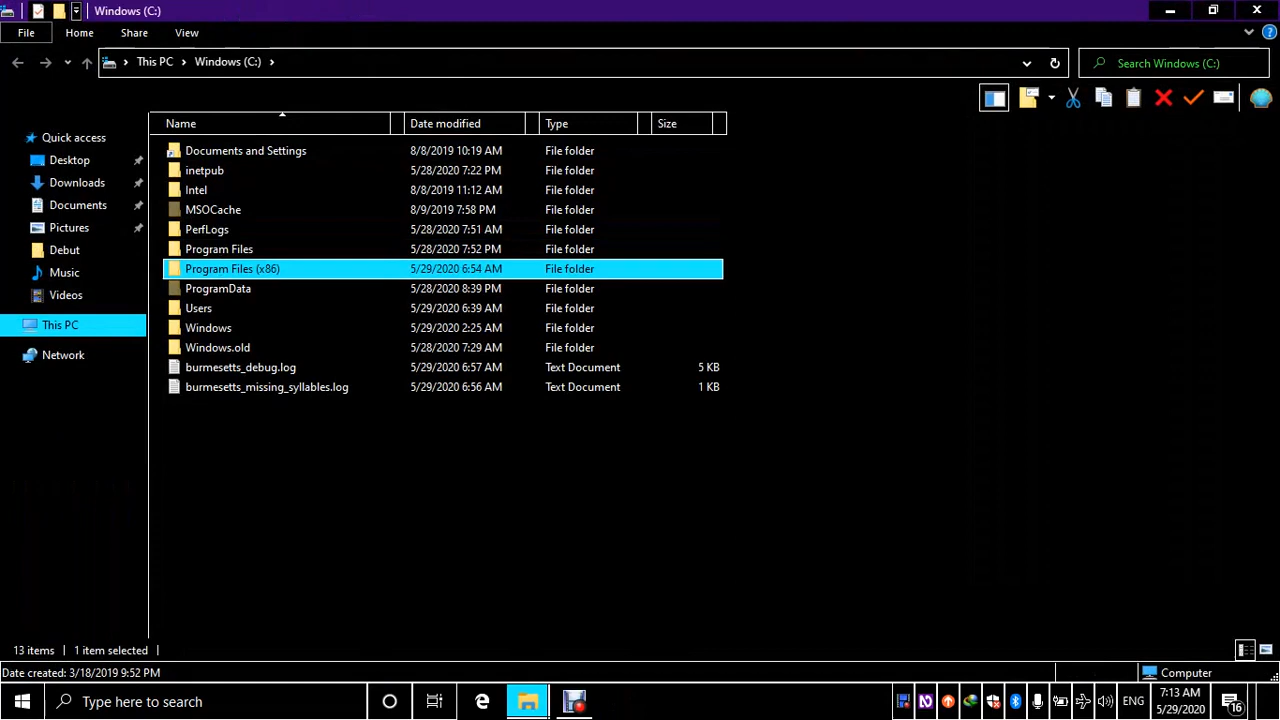 Windows (C:)
File Home Share View
This PC Windows (C:)
Search Windows (C:)
Name Date modified Type Size
Quick access
Desktop
Downloads
Documents
Pictures
Debut
Music
Videos
This PC
Network
Documents and Settings 8/8/2019 10:19 AM File folder
inetpub 5/28/2020 7:22 PM File folder
Intel 8/8/2019 11:12 AM File folder
MSOCache 8/9/2019 7:58 PM File folder
PerfLogs 5/28/2020 7:51 AM File folder
Program Files 5/28/2020 7:52 PM File folder
Program Files (x86) 5/29/2020 6:54 AM File folder
ProgramData 5/28/2020 8:39 PM File folder
Users 5/29/2020 6:39 AM File folder
Windows 5/29/2020 2:25 AM File folder
Windows.old 5/28/2020 7:29 AM File folder
burmesetts_debug.log 5/29/2020 6:57 AM Text Document 5 KB
burmesetts_missing_syllables.log 5/29/2020 6:56 AM Text Document 1 KB
13 items 1 item selected
Date created: 3/18/2019 9:52 PM
Computer
Type here to search
ENG
7:13 AM
5/29/2020
16